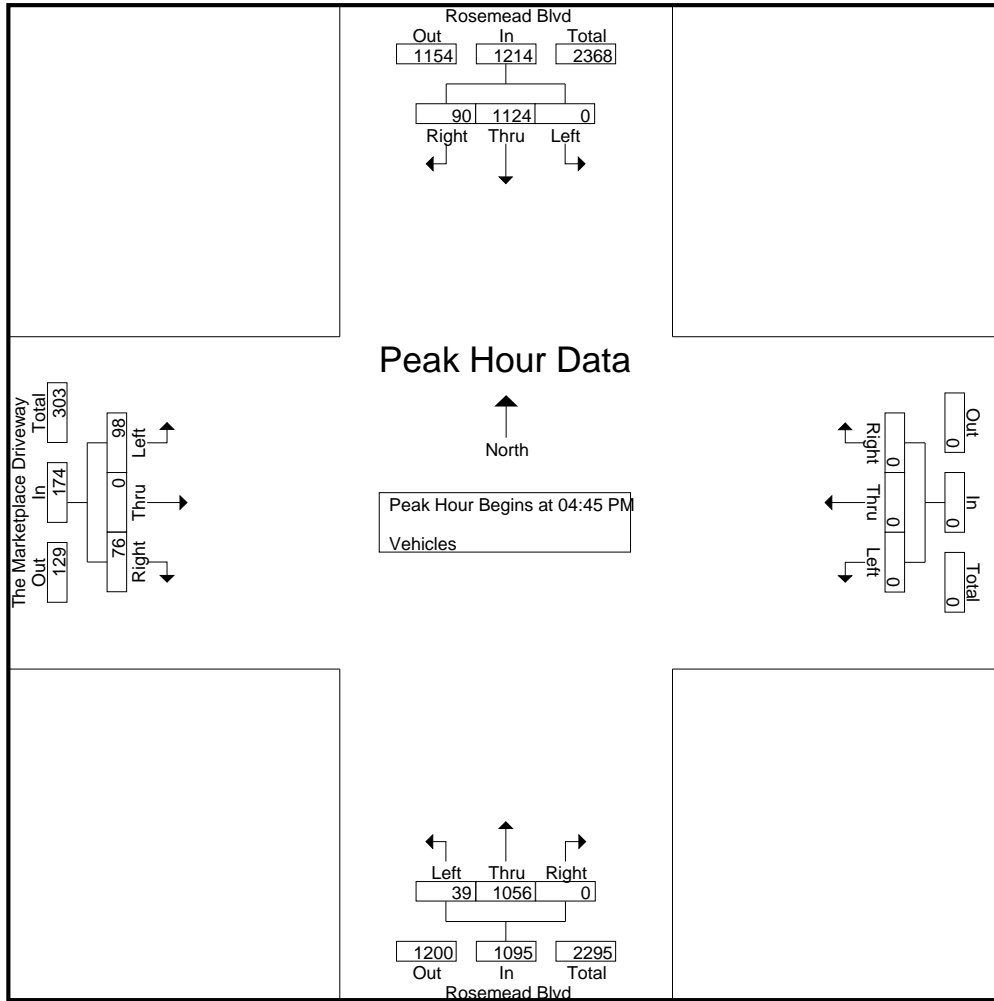 Rosemead Blvd
Out In Total
1154 1214 2368
90 1124 0
Right Thru Left
Peak Hour Data
North
Peak Hour Begins at 04:45 PM
Vehicles
The Marketplace Driveway
Total In Out
303 174 129
98 0 76
Left Thru Right
Out In Total
0 0 0
Right Thru Left
0 0 0
Left Thru Right
39 1056 0
1200 1095 2295
Out In Total
Rosemead Blvd